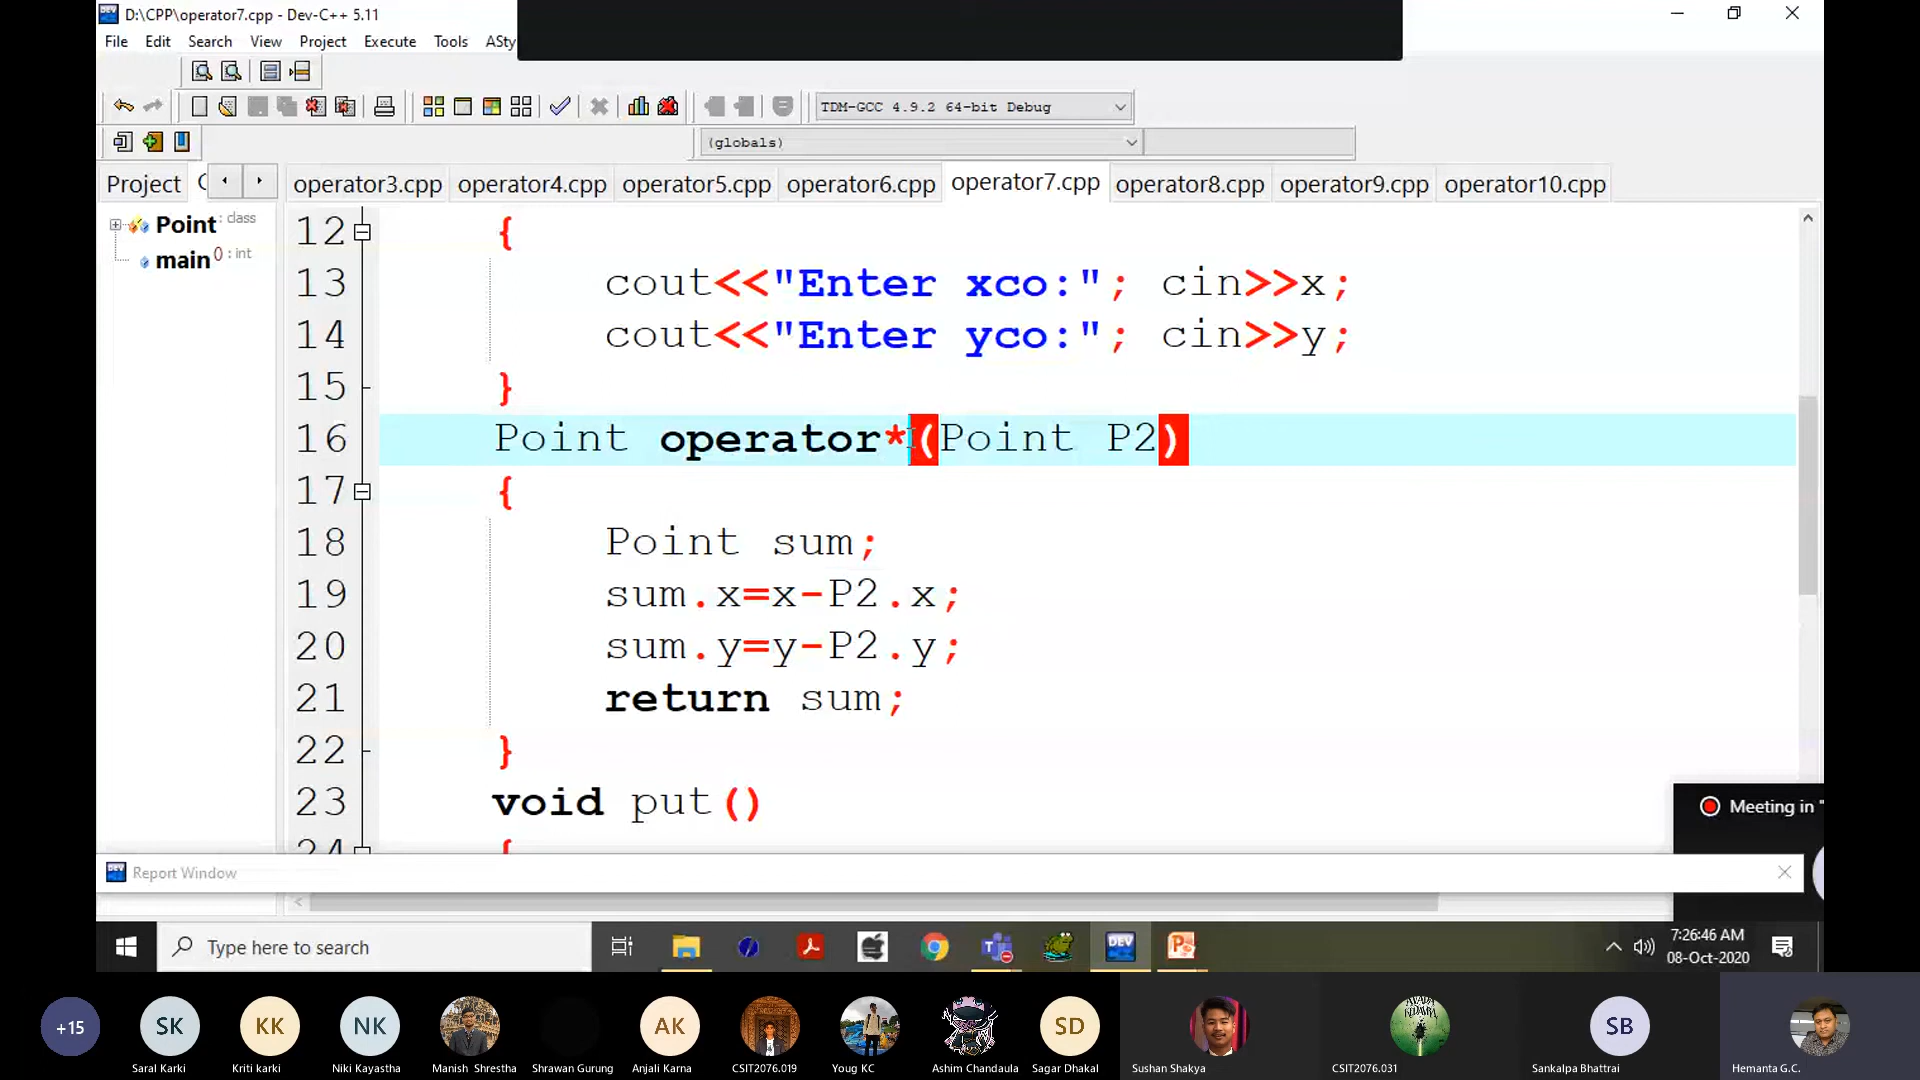 D:\CPP\operator7.cpp - Dev-C++ 5.11
File Edit Search View Project Execute Tools ASty
TDM-GCC 4.9.2 64-bit Debug
(globals)
Project
operator3.cpp operator4.cpp operator5.cpp operator6.cpp operator7.cpp operator8.cpp operator9.cpp operator10.cpp
Point : class
main 0 : int
12 {
13 cout<<"Enter xco:"; cin>>x;
14 cout<<"Enter yco:"; cin>>y;
15 }
16 Point operator*(Point P2)
17 {
18 Point sum;
19 sum.x=x-P2.x;
20 sum.y=y-P2.y;
21 return sum;
22 }
23 void put()
24 {
Meeting in "
DEV Report Window
Type here to search
DEV
7:26:46 AM
08-Oct-2020
+15 SK KK NK AK SD SB
Saral Karki Kriti karki Niki Kayastha Manish Shrestha Shrawan Gurung Anjali Karna CSIT2076.019 Youg KC Ashim Chandaula Sagar Dhakal Sushan Shakya CSIT2076.031 Sankalpa Bhattrai Hemanta G.C.